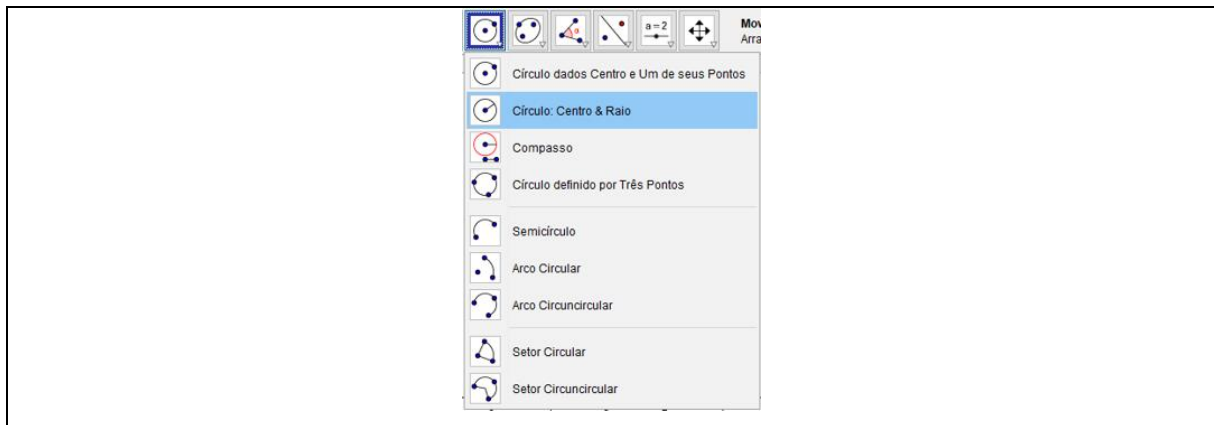 a = 2
Mov
Arra
Círculo dados Centro e Um de seus Pontos
Círculo: Centro & Raio
Compasso
Círculo definido por Três Pontos
Semicírculo
Arco Circular
Arco Circuncircular
Setor Circular
Setor Circuncircular